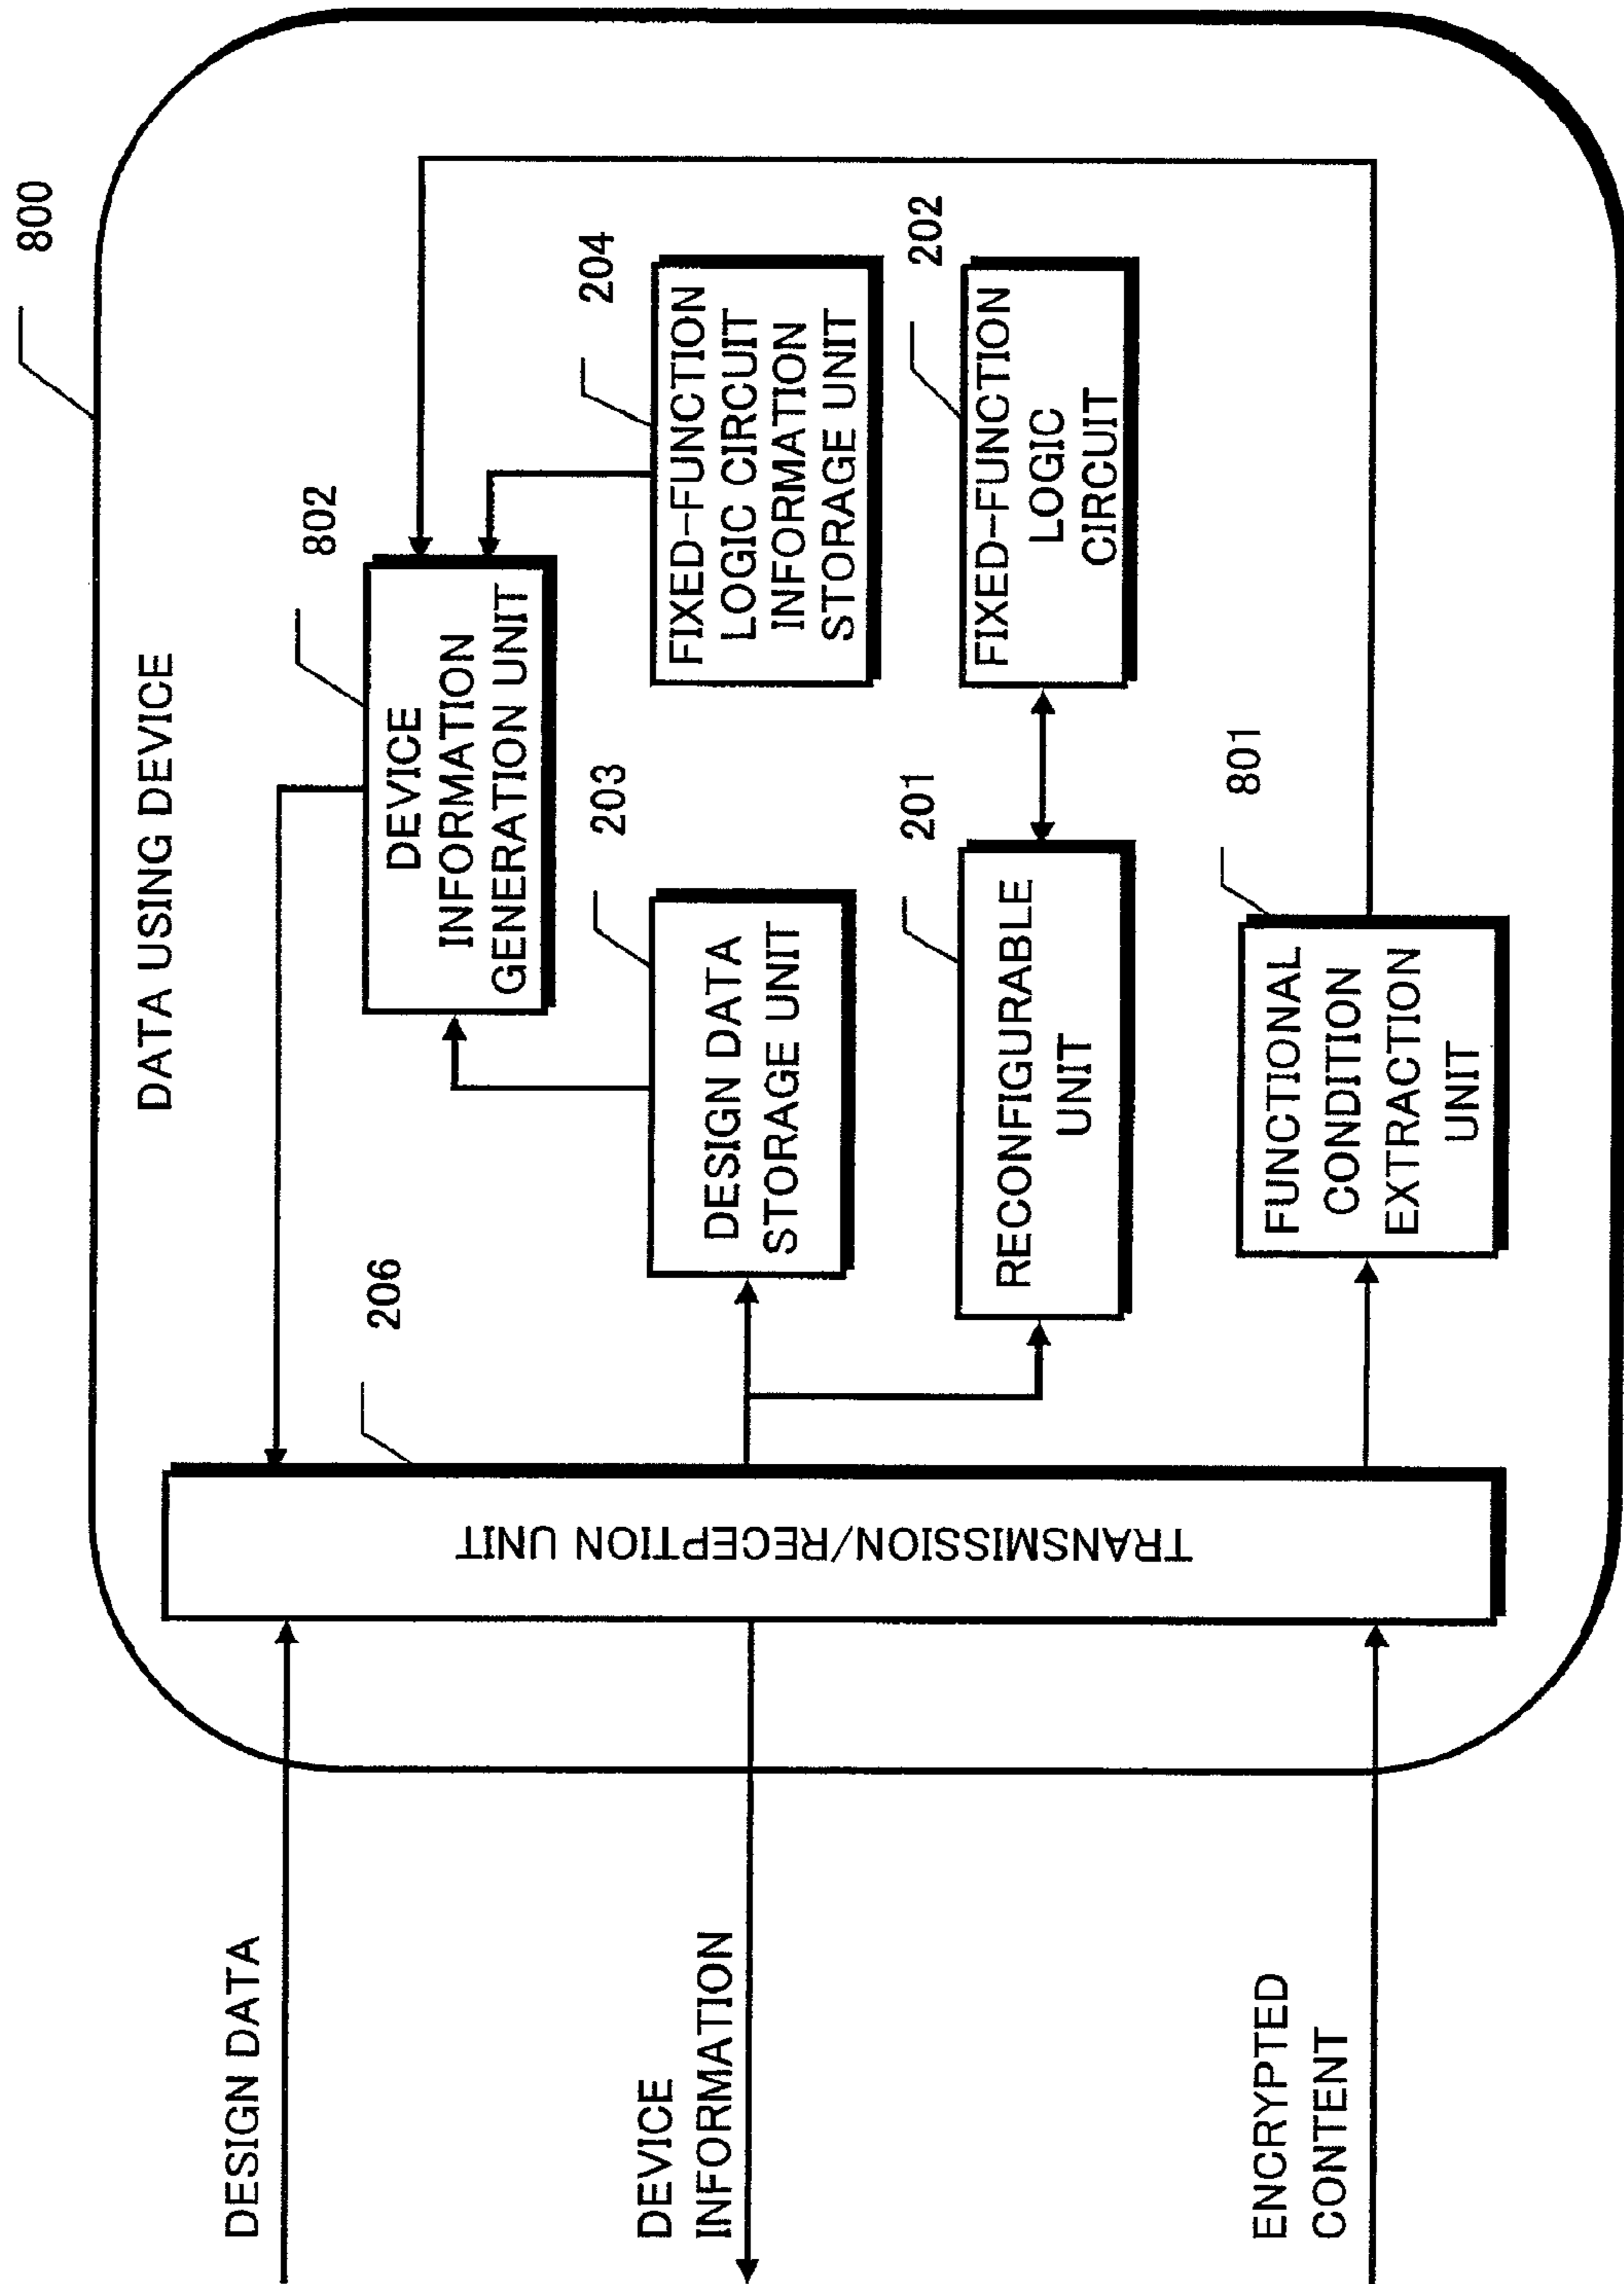 800
DATA USING DEVICE
802
DEVICE
INFORMATION
GENERATION UNIT
204
FIXED-FUNCTION
LOGIC CIRCUIT
INFORMATION
STORAGE UNIT
203
DESIGN DATA
STORAGE UNIT
202
FIXED-FUNCTION
LOGIC
CIRCUIT
201
RECONFIGURABLE
UNIT
801
FUNCTIONAL
CONDITION
EXTRACTION
UNIT
206
TRANSMISSION/RECEPTION UNIT
DESIGN DATA
DEVICE
INFORMATION
ENCRYPTED
CONTENT